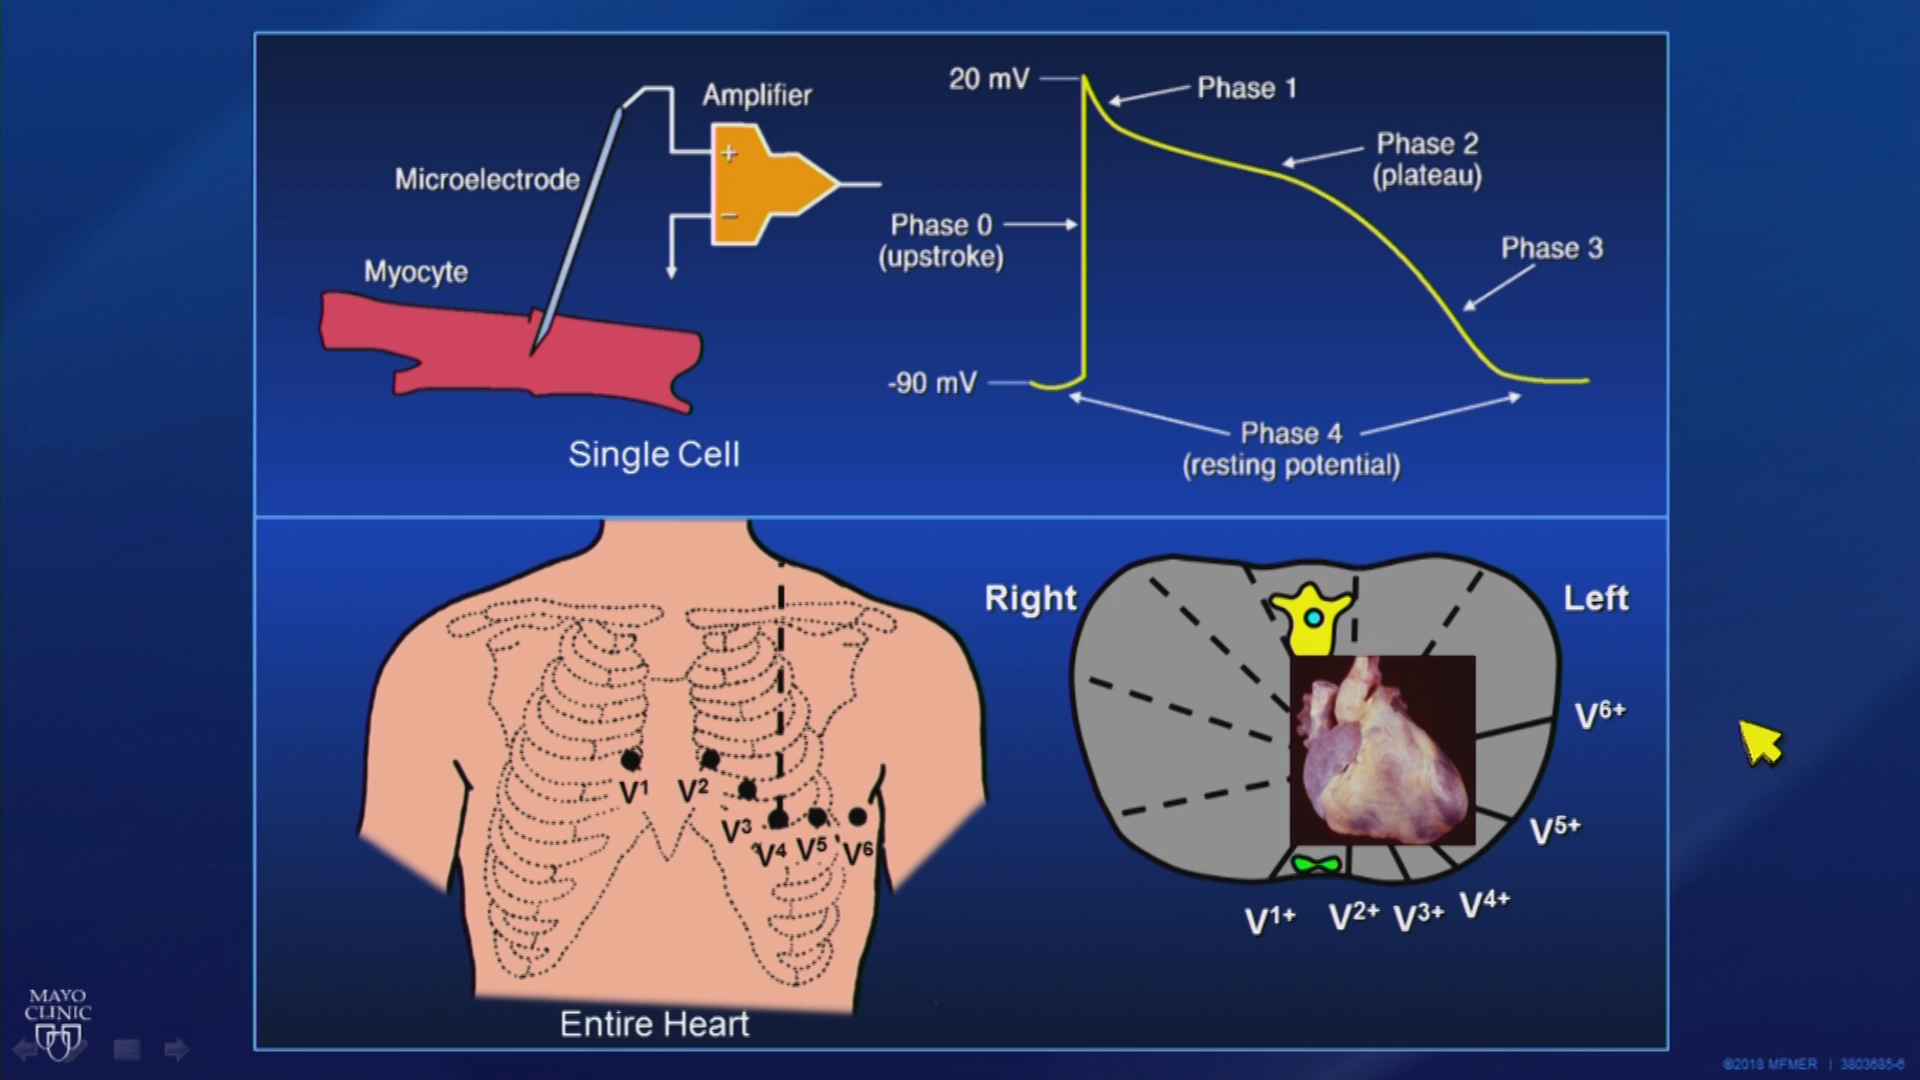 Amplifier
+
−
Microelectrode
Myocyte
Single Cell
20 mV
Phase 1
Phase 2
(plateau)
Phase 0
(upstroke)
Phase 3
-90 mV
Phase 4
(resting potential)
V1
V2
V3
V4
V5
V6
Entire Heart
Right
Left
V6+
V5+
V4+
V1+
V2+
V3+
MAYO
CLINIC
©2018 MFMER | 3803685-6